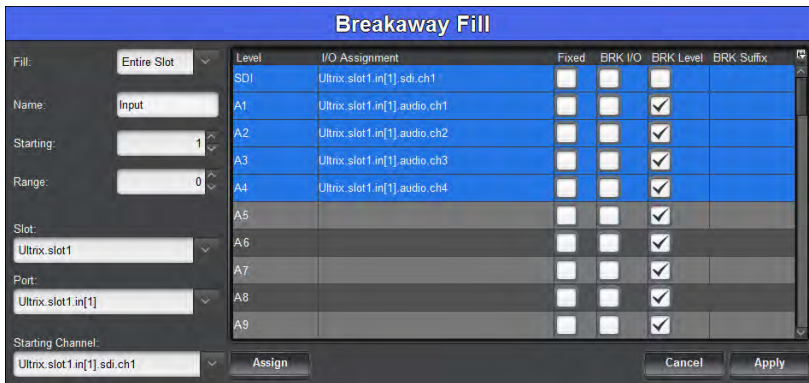 Breakaway Fill
Fill: Entire Slot
Name: Input
Starting: 1
Range: 0
Slot:
Ultrix.slot1
Port:
Ultrix.slot1.in[1]
Starting Channel:
Ultrix.slot1.in[1].sdi.ch1
Level I/O Assignment Fixed BRK I/O BRK Level BRK Suffix
SDI Ultrix.slot1.in[1].sdi.ch1
A1 Ultrix.slot1.in[1].audio.ch1
A2 Ultrix.slot1.in[1].audio.ch2
A3 Ultrix.slot1.in[1].audio.ch3
A4 Ultrix.slot1.in[1].audio.ch4
A5
A6
A7
A8
A9
Assign Cancel Apply